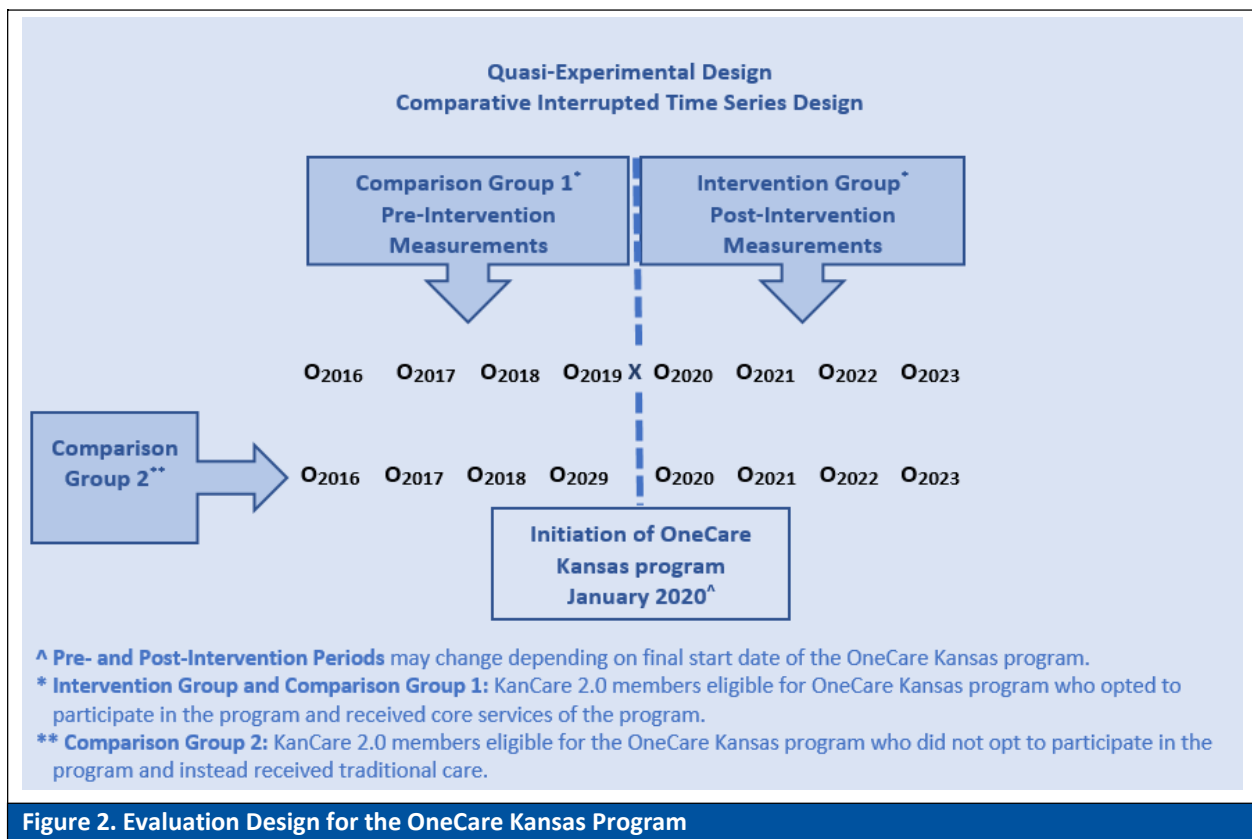 Quasi-Experimental Design
Comparative Interrupted Time Series Design
Comparison Group 1*
Pre-Intervention
Measurements
Intervention Group*
Post-Intervention
Measurements
O2016 O2017 O2018 O2019 X O2020 O2021 O2022 O2023
Comparison
Group 2**
O2016 O2017 O2018 O2029 O2020 O2021 O2022 O2023
Initiation of OneCare
Kansas program
January 2020^
^ Pre- and Post-Intervention Periods may change depending on final start date of the OneCare Kansas program.
* Intervention Group and Comparison Group 1: KanCare 2.0 members eligible for OneCare Kansas program who opted to
participate in the program and received core services of the program.
** Comparison Group 2: KanCare 2.0 members eligible for the OneCare Kansas program who did not opt to participate in the
program and instead received traditional care.
Figure 2. Evaluation Design for the OneCare Kansas Program